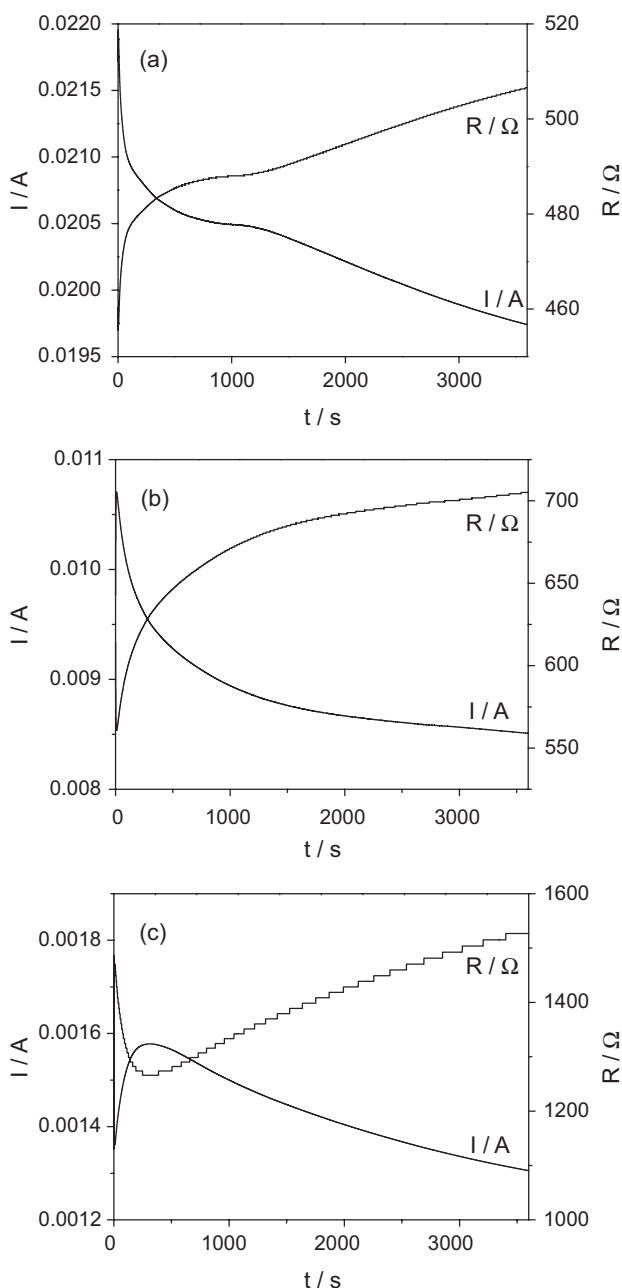 0.0220 520
(a)
0.0215
R / Ω 500
0.0210
I / A R / Ω
0.0205 480
0.0200
I / A 460
0.0195
0 1000 2000 3000
t / s
0.011
(b) 700
R / Ω
0.010 650
I / A R / Ω
0.009 600
I / A
550
0.008
0 1000 2000 3000
t / s
1600
0.0018 (c)
R / Ω
1400
0.0016
I / A R / Ω
0.0014 1200
I / A
0.0012 1000
0 1000 2000 3000
t / s